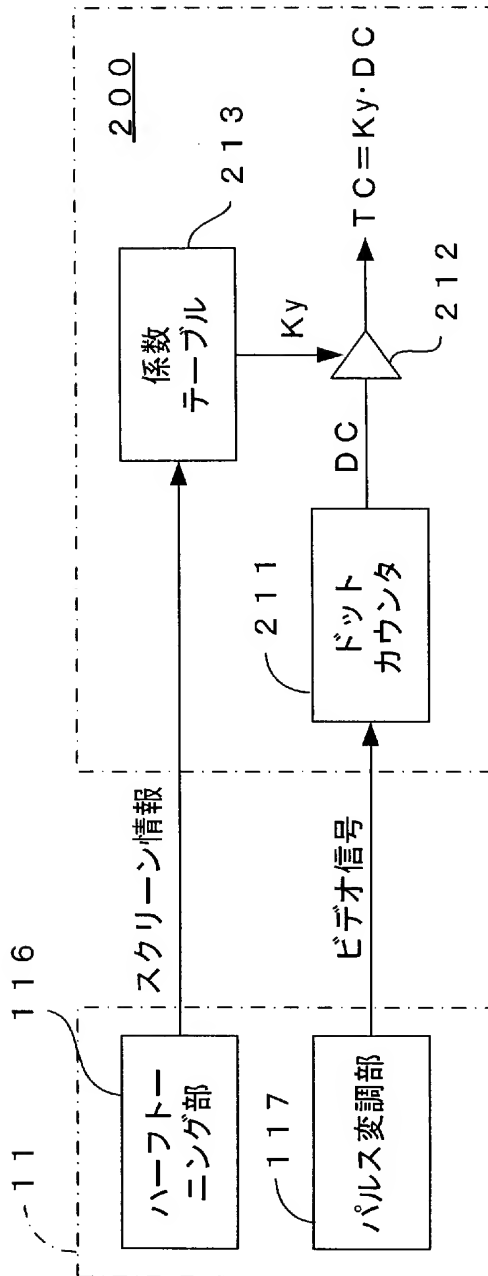 11
116
ハーフトー
ニング部
スクリーン情報
係数
テーブル
213
200
Ky
117
パルス変調部
ビデオ信号
211
ドット
カウンタ
DC
212
TC=Ky·DC